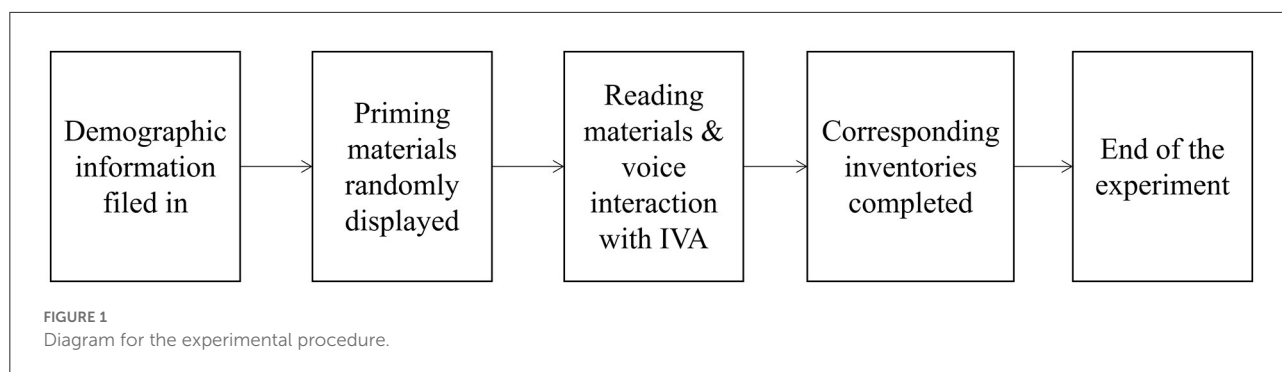 Demographic
information
filed in
Priming
materials
randomly
displayed
Reading
materials &
voice
interaction
with IVA
Corresponding
inventories
completed
End of the
experiment
FIGURE 1
Diagram for the experimental procedure.